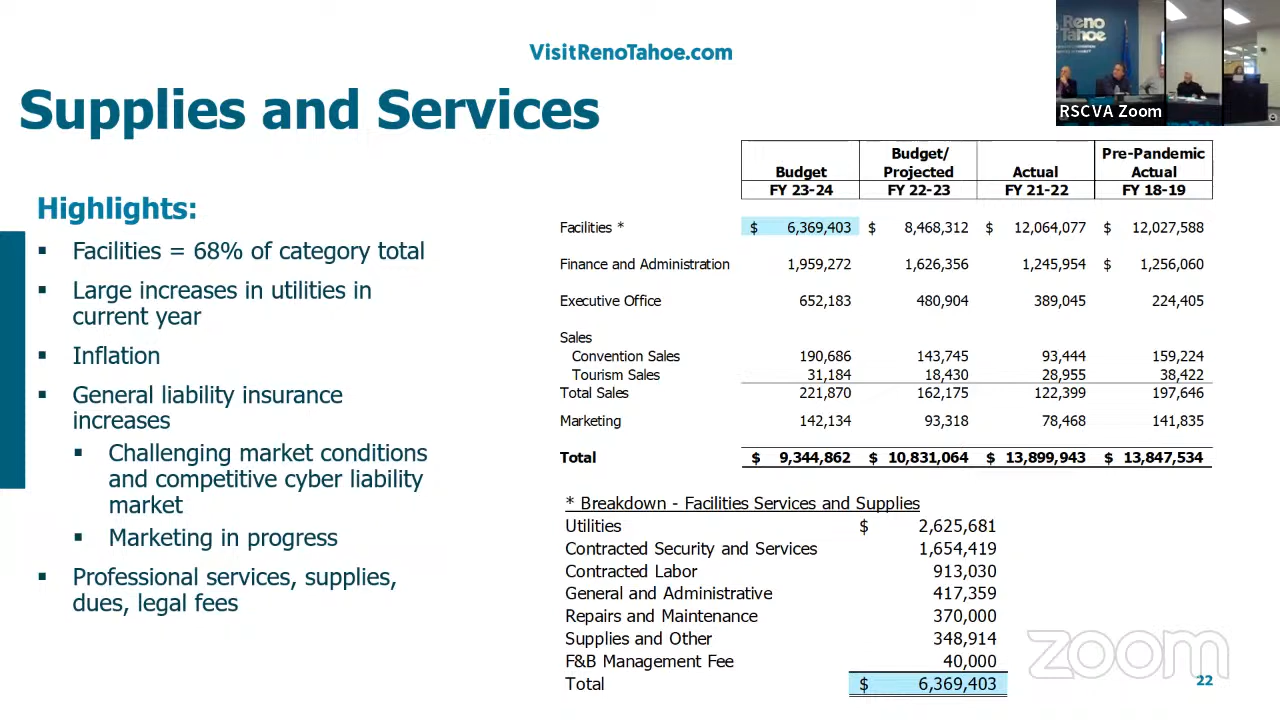 VisitRenoTahoe.com
Reno
Tahoe
RSCVA Zoom
Supplies and Services
Highlights:
▪ Facilities = 68% of category total
▪ Large increases in utilities in
current year
▪ Inflation
▪ General liability insurance
increases
▪ Challenging market conditions
and competitive cyber liability
market
▪ Marketing in progress
▪ Professional services, supplies,
dues, legal fees
Budget/ Pre-Pandemic
Budget Projected Actual Actual
FY 23-24 FY 22-23 FY 21-22 FY 18-19
Facilities * $ 6,369,403 $ 8,468,312 $ 12,064,077 $ 12,027,588
Finance and Administration 1,959,272 1,626,356 1,245,954 $ 1,256,060
Executive Office 652,183 480,904 389,045 224,405
Sales
Convention Sales 190,686 143,745 93,444 159,224
Tourism Sales 31,184 18,430 28,955 38,422
Total Sales 221,870 162,175 122,399 197,646
Marketing 142,134 93,318 78,468 141,835
Total $ 9,344,862 $ 10,831,064 $ 13,899,943 $ 13,847,534
* Breakdown - Facilities Services and Supplies
Utilities $ 2,625,681
Contracted Security and Services 1,654,419
Contracted Labor 913,030
General and Administrative 417,359
Repairs and Maintenance 370,000
Supplies and Other 348,914
F&B Management Fee 40,000
Total $ 6,369,403
zoom
22